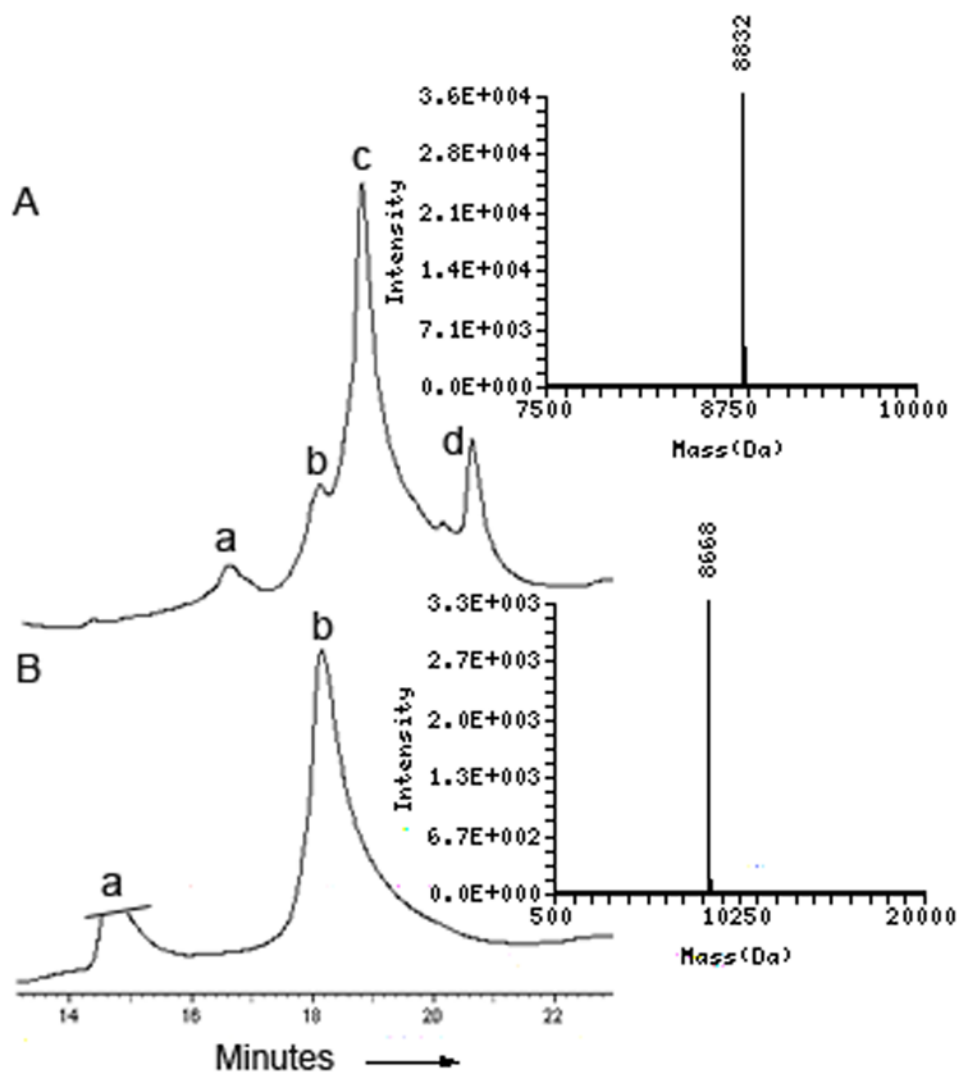 A
a
b
c
d
8832
3.6E+004
2.8E+004
2.1E+004
1.4E+004
7.1E+003
0.0E+000
Intensity
7500 8750 10000
Mass(Da)
B
a
b
8668
3.3E+003
2.7E+003
2.0E+003
1.3E+003
6.7E+002
0.0E+000
Intensity
500 10250 20000
Mass(Da)
14 16 18 20 22
Minutes